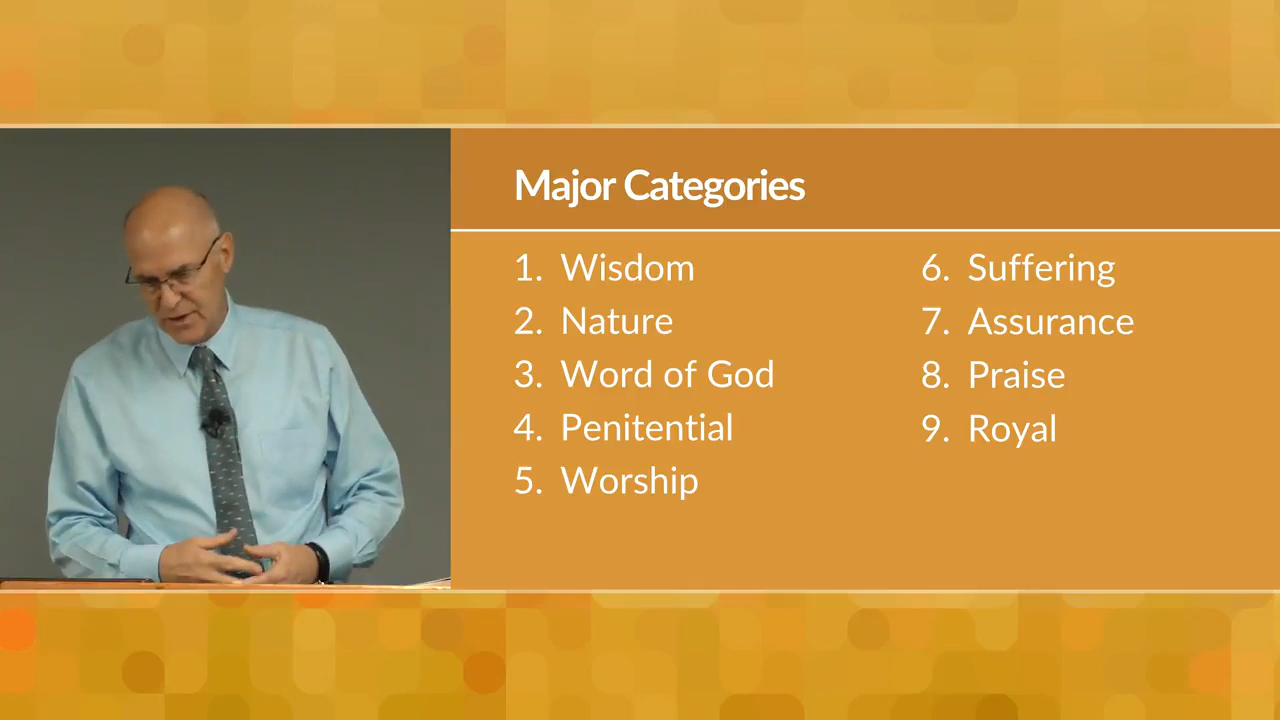 Major Categories
1. Wisdom
2. Nature
3. Word of God
4. Penitential
5. Worship
6. Suffering
7. Assurance
8. Praise
9. Royal